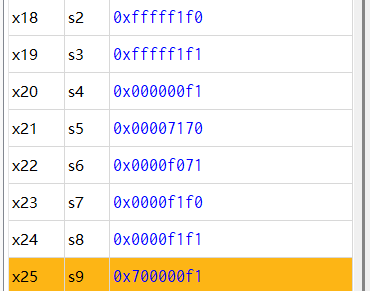 x18 s2 0xfffff1f0
x19 s3 0xfffff1f1
x20 s4 0x000000f1
x21 s5 0x00007170
x22 s6 0x0000f071
x23 s7 0x0000f1f0
x24 s8 0x0000f1f1
x25 s9 0x700000f1